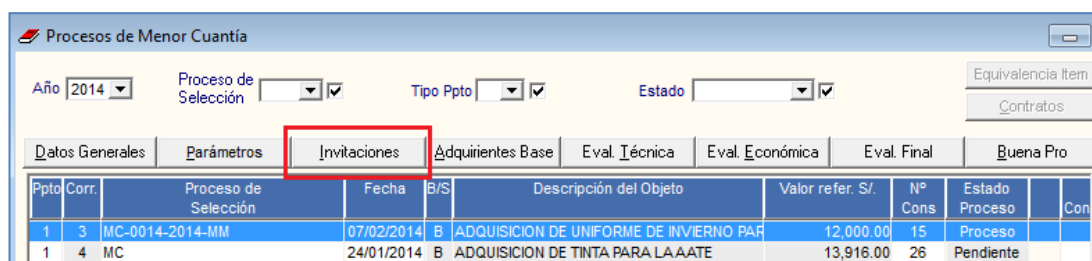 Procesos de Menor Cuantía
Año 2014 Proceso de Selección Tipo Ppto Estado Equivalencia Item
Contratos
Datos Generales Parámetros Invitaciones Adquirientes Base Eval. Técnica Eval. Económica Eval. Final Buena Pro
Ppto Corr. Proceso de Selección Fecha B/S Descripción del Objeto Valor refer. S/. Nº Cons Estado Proceso Con
1 3 MC-0014-2014-MM 07/02/2014 B ADQUISICION DE UNIFORME DE INVIERNO PAR 12,000.00 15 Proceso
1 4 MC 24/01/2014 B ADQUISICION DE TINTA PARA LA AATE 13,916.00 26 Pendiente